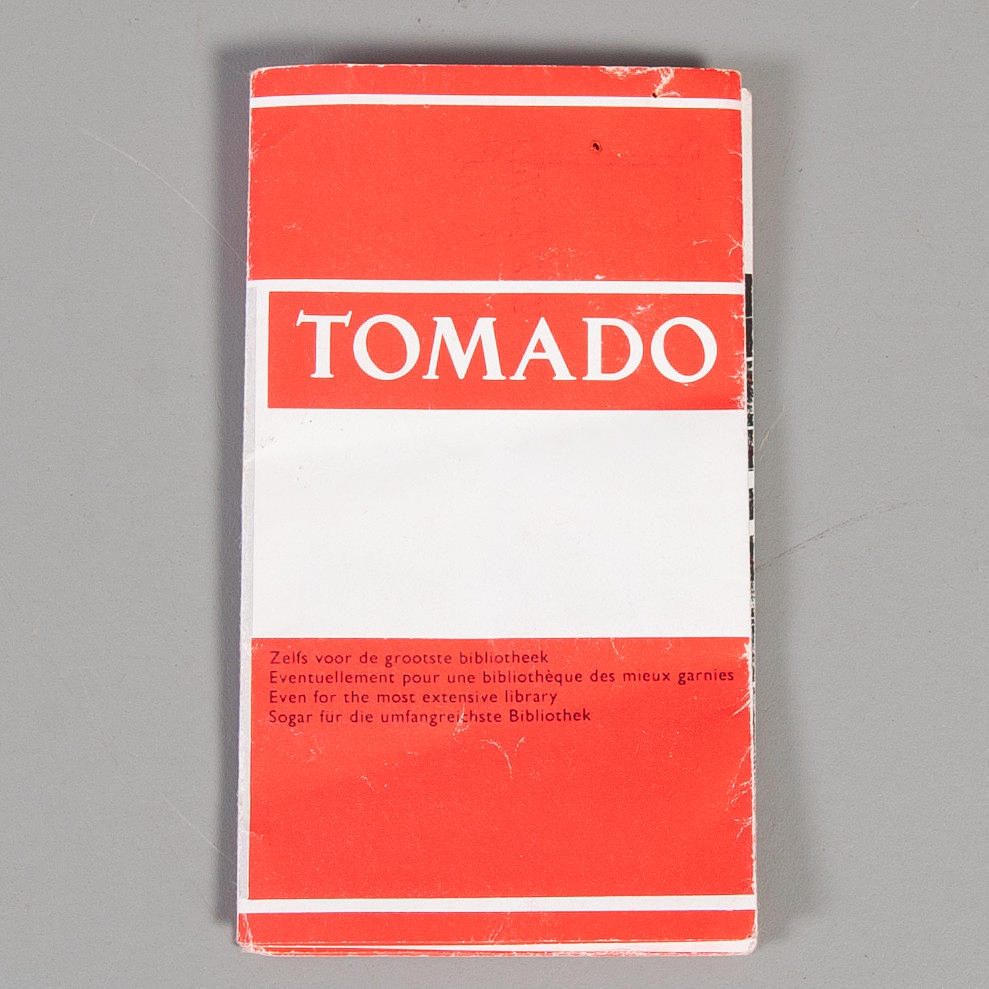 TOMADO
Zelfs voor de grootste bibliotheek
Eventuellement pour une bibliothèque des mieux garnies
Even for the most extensive library
Sogar für die umfangreichste Bibliothek